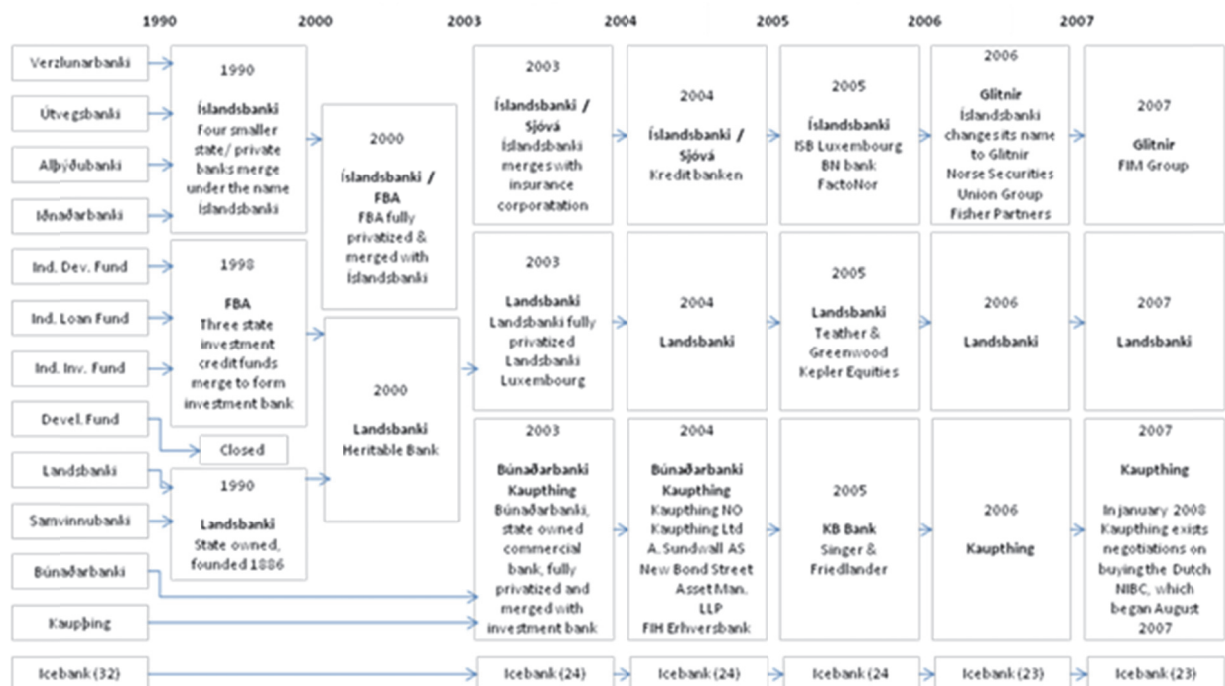 1990 2000 2003 2004 2005 2006 2007
Verzlunarbanki
Útvegsbanki
Alþýðubanki
Iðnaðarbanki
Ind. Dev. Fund
Ind. Loan Fund
Ind. Inv. Fund
Devel. Fund
Landsbanki
Samvinnubanki
Búnaðarbanki
Kaupþing
Icebank (32)
1990
Íslandsbanki
Four smaller
state/ private
banks merge
under the name
Íslandsbanki
1998
FBA
Three state
investment
credit funds
merge to form
investment bank
Closed
1990
Landsbanki
State owned,
founded 1886
2000
Íslandsbanki /
FBA
FBA fully
privatized &
merged with
Íslandsbanki
2000
Landsbanki
Heritable Bank
2003
Íslandsbanki /
Sjóvá
Íslandsbanki
merges with
insurance
corporatation
2003
Landsbanki
Landsbanki fully
privatized
Landsbanki
Luxembourg
2003
Búnaðarbanki
Kaupthing
Búnaðarbanki,
state owned
commercial
bank, fully
privatized and
merged with
investment bank
Icebank (24)
2004
Íslandsbanki /
Sjóvá
Kredit banken
2004
Landsbanki
2004
Búnaðarbanki
Kaupthing
Kaupthing NO
Kaupthing Ltd
A. Sundwall AS
New Bond Street
Asset Man.
LLP
FIH Erhversbank
Icebank (24)
2005
Íslandsbanki
ISB Luxembourg
BN bank
FactoNor
2005
Landsbanki
Teather &
Greenwood
Kepler Equities
2005
KB Bank
Singer &
Friedlander
Icebank (24
2006
Glitnir
Íslandsbanki
changes its name
to Glitnir
Norse Securities
Union Group
Fisher Partners
2006
Landsbanki
2006
Kaupthing
Icebank (23)
2007
Glitnir
FIM Group
2007
Landsbanki
2007
Kaupthing
In january 2008
Kaupthing exists
negotiations on
buying the Dutch
NIBC, which
began August
2007
Icebank (23)